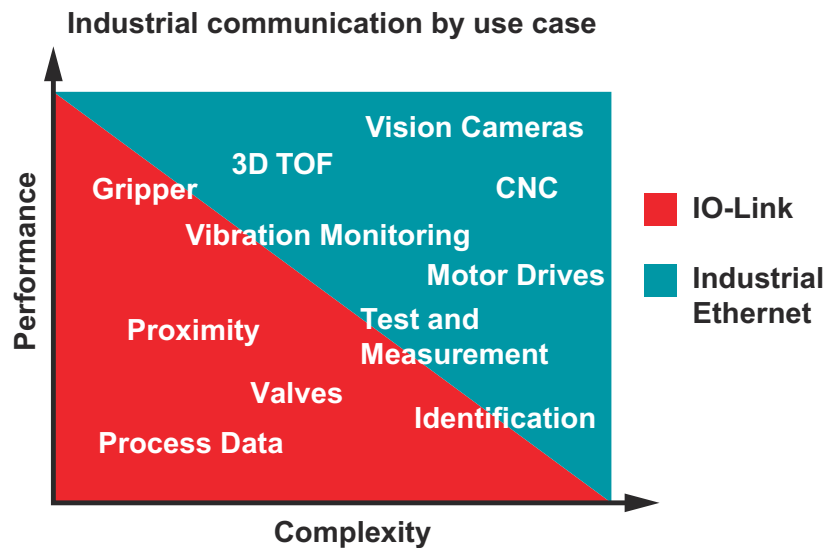 Industrial communication by use case
Performance
Vision Cameras
3D TOF
Gripper
CNC
Vibration Monitoring
Motor Drives
Proximity
Test and
Measurement
Valves
Identification
Process Data
Complexity
IO-Link
Industrial
Ethernet